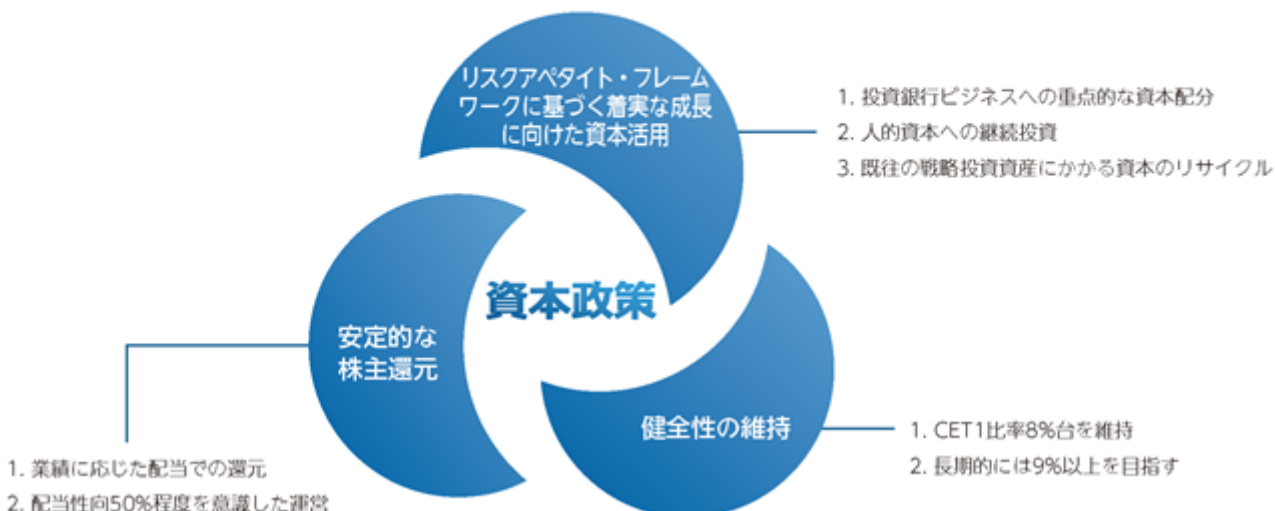 リスクアペタイト・フレーム
ワークに基づく着実な成長
に向けた資本活用
1. 投資銀行ビジネスへの重点的な資本配分
2. 人的資本への継続投資
3. 既往の戦略投資資産にかかる資本のリサイクル
資本政策
安定的な
株主還元
健全性の維持
1. CET1比率8%台を維持
2. 長期的には9%以上を目指す
1. 業績に応じた配当での還元
2. 配当性向50%程度を意識した運営